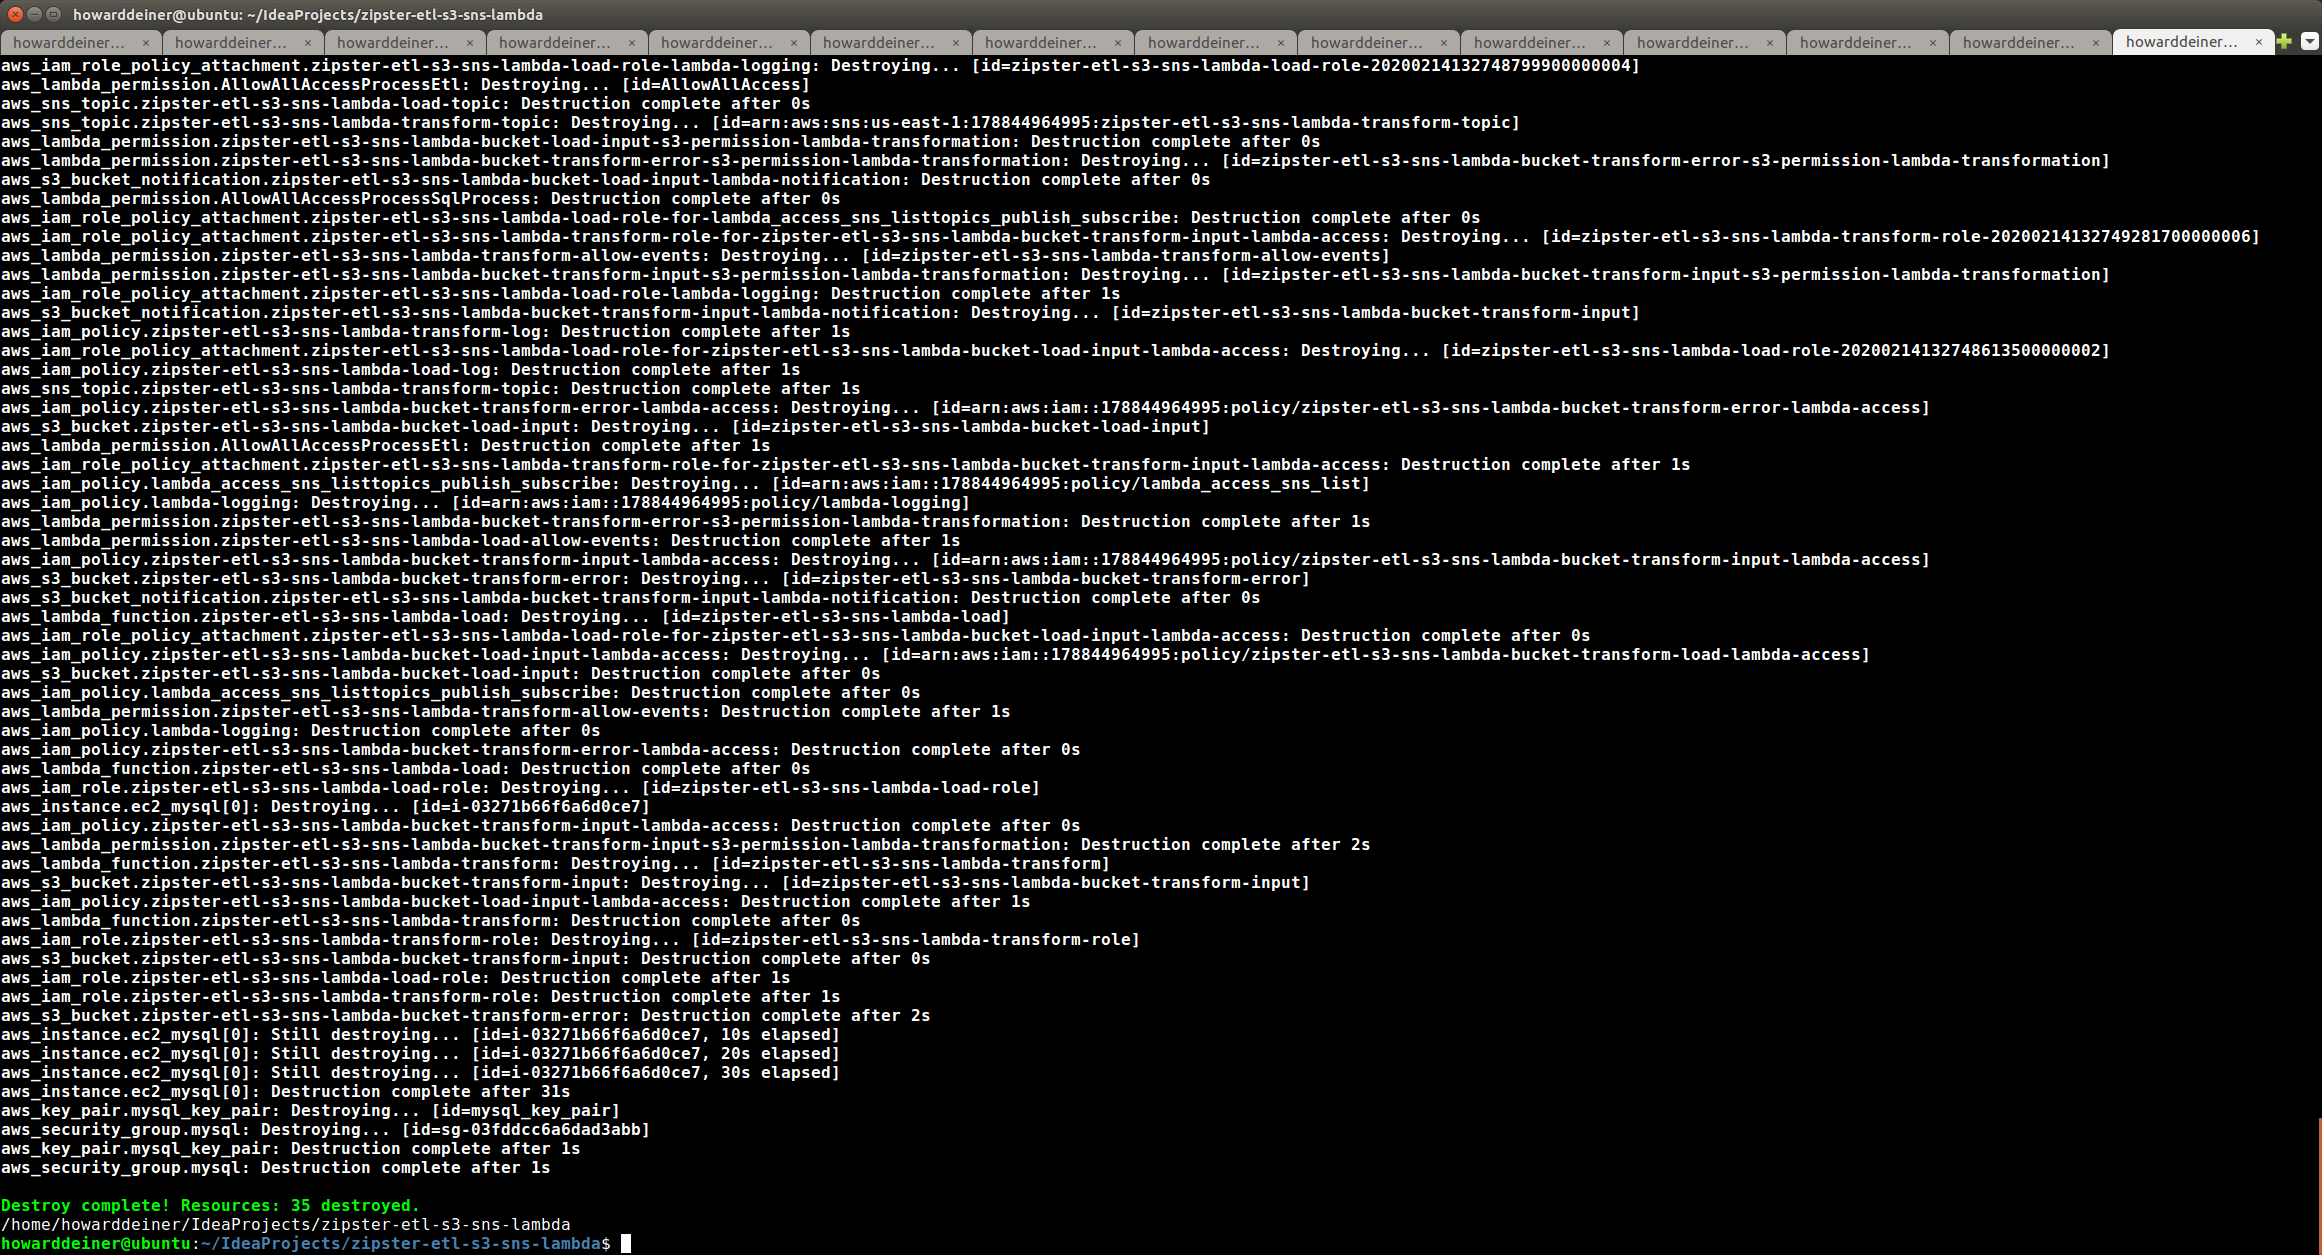 howarddeiner@ubuntu: ~/IdeaProjects/zipster-etl-s3-sns-lambda
howarddeiner... × howarddeiner... × howarddeiner... × howarddeiner... × howarddeiner... × howarddeiner... × howarddeiner... × howarddeiner... × howarddeiner... × howarddeiner... × howarddeiner... × howarddeiner... × howarddeiner... × howarddeiner... ×
aws_iam_role_policy_attachment.zipster-etl-s3-sns-lambda-load-role-lambda-logging: Destroying... [id=zipster-etl-s3-sns-lambda-load-role-20200214132748799900000004]
aws_lambda_permission.AllowAllAccessProcessEtl: Destroying... [id=AllowAllAccess]
aws_sns_topic.zipster-etl-s3-sns-lambda-load-topic: Destruction complete after 0s
aws_sns_topic.zipster-etl-s3-sns-lambda-transform-topic: Destroying... [id=arn:aws:sns:us-east-1:178844964995:zipster-etl-s3-sns-lambda-transform-topic]
aws_lambda_permission.zipster-etl-s3-sns-lambda-bucket-load-input-s3-permission-lambda-transformation: Destruction complete after 0s
aws_lambda_permission.zipster-etl-s3-sns-lambda-bucket-transform-error-s3-permission-lambda-transformation: Destroying... [id=zipster-etl-s3-sns-lambda-bucket-transform-error-s3-permission-lambda-transformation]
aws_s3_bucket_notification.zipster-etl-s3-sns-lambda-bucket-load-input-lambda-notification: Destruction complete after 0s
aws_lambda_permission.AllowAllAccessProcessSqlProcess: Destruction complete after 0s
aws_iam_role_policy_attachment.zipster-etl-s3-sns-lambda-load-role-for-lambda_access_sns_listtopics_publish_subscribe: Destruction complete after 0s
aws_iam_role_policy_attachment.zipster-etl-s3-sns-lambda-transform-role-for-zipster-etl-s3-sns-lambda-bucket-transform-input-lambda-access: Destroying... [id=zipster-etl-s3-sns-lambda-transform-role-20200214132749281700000006]
aws_lambda_permission.zipster-etl-s3-sns-lambda-transform-allow-events: Destroying... [id=zipster-etl-s3-sns-lambda-transform-allow-events]
aws_lambda_permission.zipster-etl-s3-sns-lambda-bucket-transform-input-s3-permission-lambda-transformation: Destroying... [id=zipster-etl-s3-sns-lambda-bucket-transform-input-s3-permission-lambda-transformation]
aws_iam_role_policy_attachment.zipster-etl-s3-sns-lambda-load-role-lambda-logging: Destruction complete after 1s
aws_s3_bucket_notification.zipster-etl-s3-sns-lambda-bucket-transform-input-lambda-notification: Destroying... [id=zipster-etl-s3-sns-lambda-bucket-transform-input]
aws_iam_policy.zipster-etl-s3-sns-lambda-transform-log: Destruction complete after 1s
aws_iam_role_policy_attachment.zipster-etl-s3-sns-lambda-load-role-for-zipster-etl-s3-sns-lambda-bucket-load-input-lambda-access: Destroying... [id=zipster-etl-s3-sns-lambda-load-role-20200214132748613500000002]
aws_iam_policy.zipster-etl-s3-sns-lambda-load-log: Destruction complete after 1s
aws_sns_topic.zipster-etl-s3-sns-lambda-transform-topic: Destruction complete after 1s
aws_iam_policy.zipster-etl-s3-sns-lambda-bucket-transform-error-lambda-access: Destroying... [id=arn:aws:iam::178844964995:policy/zipster-etl-s3-sns-lambda-bucket-transform-error-lambda-access]
aws_s3_bucket.zipster-etl-s3-sns-lambda-bucket-load-input: Destroying... [id=zipster-etl-s3-sns-lambda-bucket-load-input]
aws_lambda_permission.AllowAllAccessProcessEtl: Destruction complete after 1s
aws_iam_role_policy_attachment.zipster-etl-s3-sns-lambda-transform-role-for-zipster-etl-s3-sns-lambda-bucket-transform-input-lambda-access: Destruction complete after 1s
aws_iam_policy.lambda_access_sns_listtopics_publish_subscribe: Destroying... [id=arn:aws:iam::178844964995:policy/lambda_access_sns_list]
aws_iam_policy.lambda-logging: Destroying... [id=arn:aws:iam::178844964995:policy/lambda-logging]
aws_lambda_permission.zipster-etl-s3-sns-lambda-bucket-transform-error-s3-permission-lambda-transformation: Destruction complete after 1s
aws_lambda_permission.zipster-etl-s3-sns-lambda-load-allow-events: Destruction complete after 1s
aws_iam_policy.zipster-etl-s3-sns-lambda-bucket-transform-input-lambda-access: Destroying... [id=arn:aws:iam::178844964995:policy/zipster-etl-s3-sns-lambda-bucket-transform-input-lambda-access]
aws_s3_bucket.zipster-etl-s3-sns-lambda-bucket-transform-error: Destroying... [id=zipster-etl-s3-sns-lambda-bucket-transform-error]
aws_s3_bucket_notification.zipster-etl-s3-sns-lambda-bucket-transform-input-lambda-notification: Destruction complete after 0s
aws_lambda_function.zipster-etl-s3-sns-lambda-load: Destroying... [id=zipster-etl-s3-sns-lambda-load]
aws_iam_role_policy_attachment.zipster-etl-s3-sns-lambda-load-role-for-zipster-etl-s3-sns-lambda-bucket-load-input-lambda-access: Destruction complete after 0s
aws_iam_policy.zipster-etl-s3-sns-lambda-bucket-load-input-lambda-access: Destroying... [id=arn:aws:iam::178844964995:policy/zipster-etl-s3-sns-lambda-bucket-transform-load-lambda-access]
aws_s3_bucket.zipster-etl-s3-sns-lambda-bucket-load-input: Destruction complete after 0s
aws_iam_policy.lambda_access_sns_listtopics_publish_subscribe: Destruction complete after 0s
aws_lambda_permission.zipster-etl-s3-sns-lambda-transform-allow-events: Destruction complete after 1s
aws_iam_policy.lambda-logging: Destruction complete after 0s
aws_iam_policy.zipster-etl-s3-sns-lambda-bucket-transform-error-lambda-access: Destruction complete after 0s
aws_lambda_function.zipster-etl-s3-sns-lambda-load: Destruction complete after 0s
aws_iam_role.zipster-etl-s3-sns-lambda-load-role: Destroying... [id=zipster-etl-s3-sns-lambda-load-role]
aws_instance.ec2_mysql[0]: Destroying... [id=i-03271b66f6a6d0ce7]
aws_iam_policy.zipster-etl-s3-sns-lambda-bucket-transform-input-lambda-access: Destruction complete after 0s
aws_lambda_permission.zipster-etl-s3-sns-lambda-bucket-transform-input-s3-permission-lambda-transformation: Destruction complete after 2s
aws_lambda_function.zipster-etl-s3-sns-lambda-transform: Destroying... [id=zipster-etl-s3-sns-lambda-transform]
aws_s3_bucket.zipster-etl-s3-sns-lambda-bucket-transform-input: Destroying... [id=zipster-etl-s3-sns-lambda-bucket-transform-input]
aws_iam_policy.zipster-etl-s3-sns-lambda-bucket-load-input-lambda-access: Destruction complete after 1s
aws_lambda_function.zipster-etl-s3-sns-lambda-transform: Destruction complete after 0s
aws_iam_role.zipster-etl-s3-sns-lambda-transform-role: Destroying... [id=zipster-etl-s3-sns-lambda-transform-role]
aws_s3_bucket.zipster-etl-s3-sns-lambda-bucket-transform-input: Destruction complete after 0s
aws_iam_role.zipster-etl-s3-sns-lambda-load-role: Destruction complete after 1s
aws_iam_role.zipster-etl-s3-sns-lambda-transform-role: Destruction complete after 1s
aws_s3_bucket.zipster-etl-s3-sns-lambda-bucket-transform-error: Destruction complete after 2s
aws_instance.ec2_mysql[0]: Still destroying... [id=i-03271b66f6a6d0ce7, 10s elapsed]
aws_instance.ec2_mysql[0]: Still destroying... [id=i-03271b66f6a6d0ce7, 20s elapsed]
aws_instance.ec2_mysql[0]: Still destroying... [id=i-03271b66f6a6d0ce7, 30s elapsed]
aws_instance.ec2_mysql[0]: Destruction complete after 31s
aws_key_pair.mysql_key_pair: Destroying... [id=mysql_key_pair]
aws_security_group.mysql: Destroying... [id=sg-03fddcc6a6dad3abb]
aws_key_pair.mysql_key_pair: Destruction complete after 1s
aws_security_group.mysql: Destruction complete after 1s
Destroy complete! Resources: 35 destroyed.
/home/howarddeiner/IdeaProjects/zipster-etl-s3-sns-lambda
howarddeiner@ubuntu:~/IdeaProjects/zipster-etl-s3-sns-lambda$